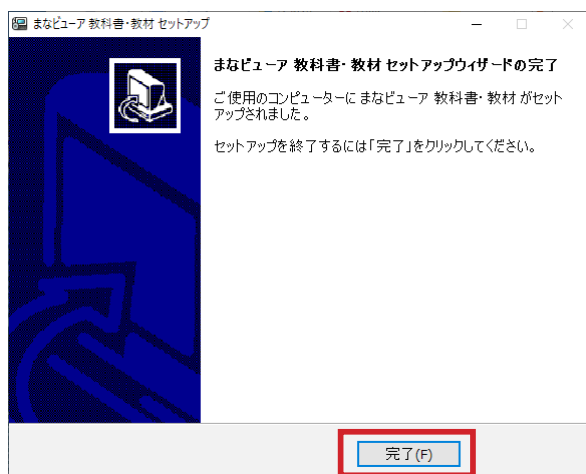 まなビューア 教科書・教材 セットアップ
まなビューア 教科書・教材 セットアップウィザードの完了
ご使用のコンピューターに まなビューア 教科書・教材 がセット
アップされました。
セットアップを終了するには「完了」をクリックしてください。
完了(F)